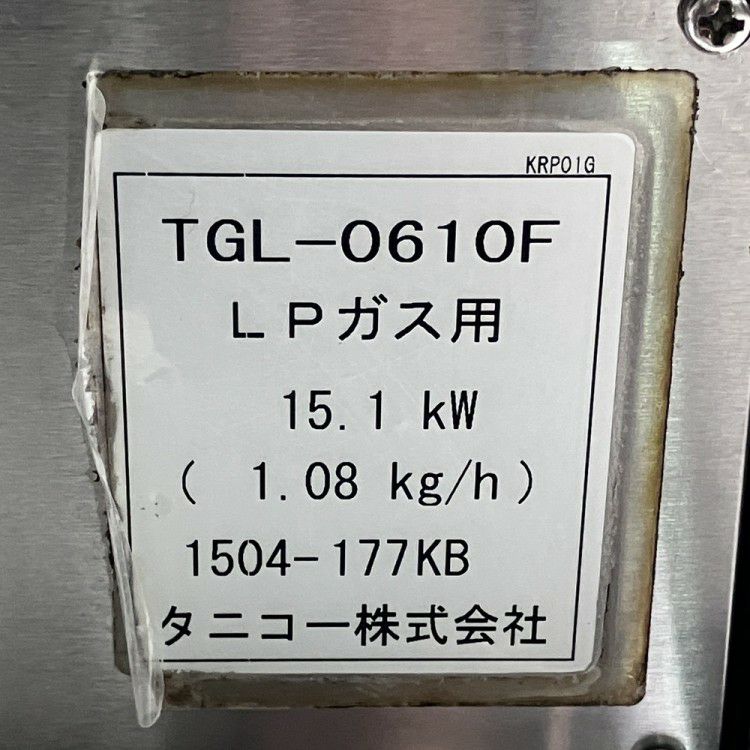 KRP01G
TGL-0610F
LPガス用
15.1 kW
( 1.08 kg/h )
1504-177KB
タニコー株式会社